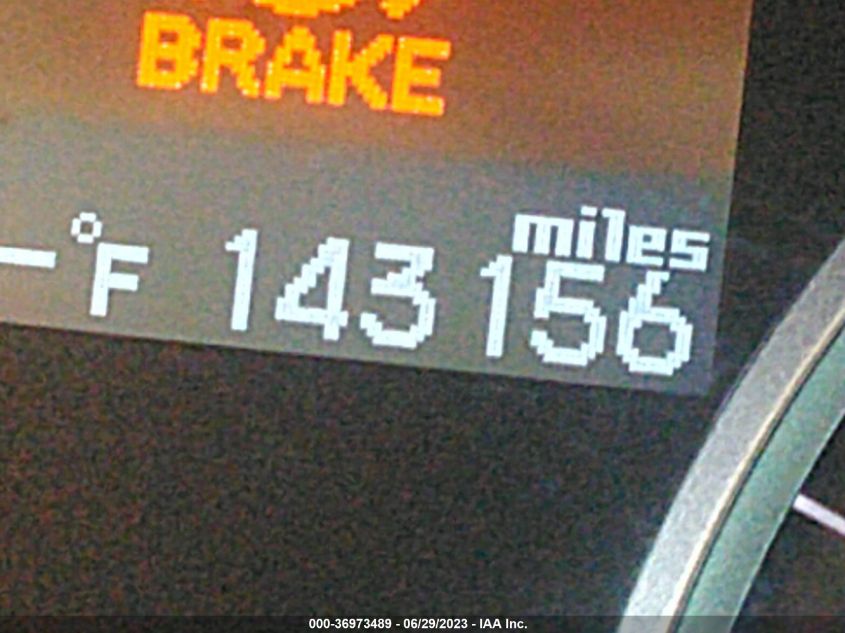 BRAKE
miles
—°F 143156
000-36973489 - 06/29/2023 - IAA Inc.